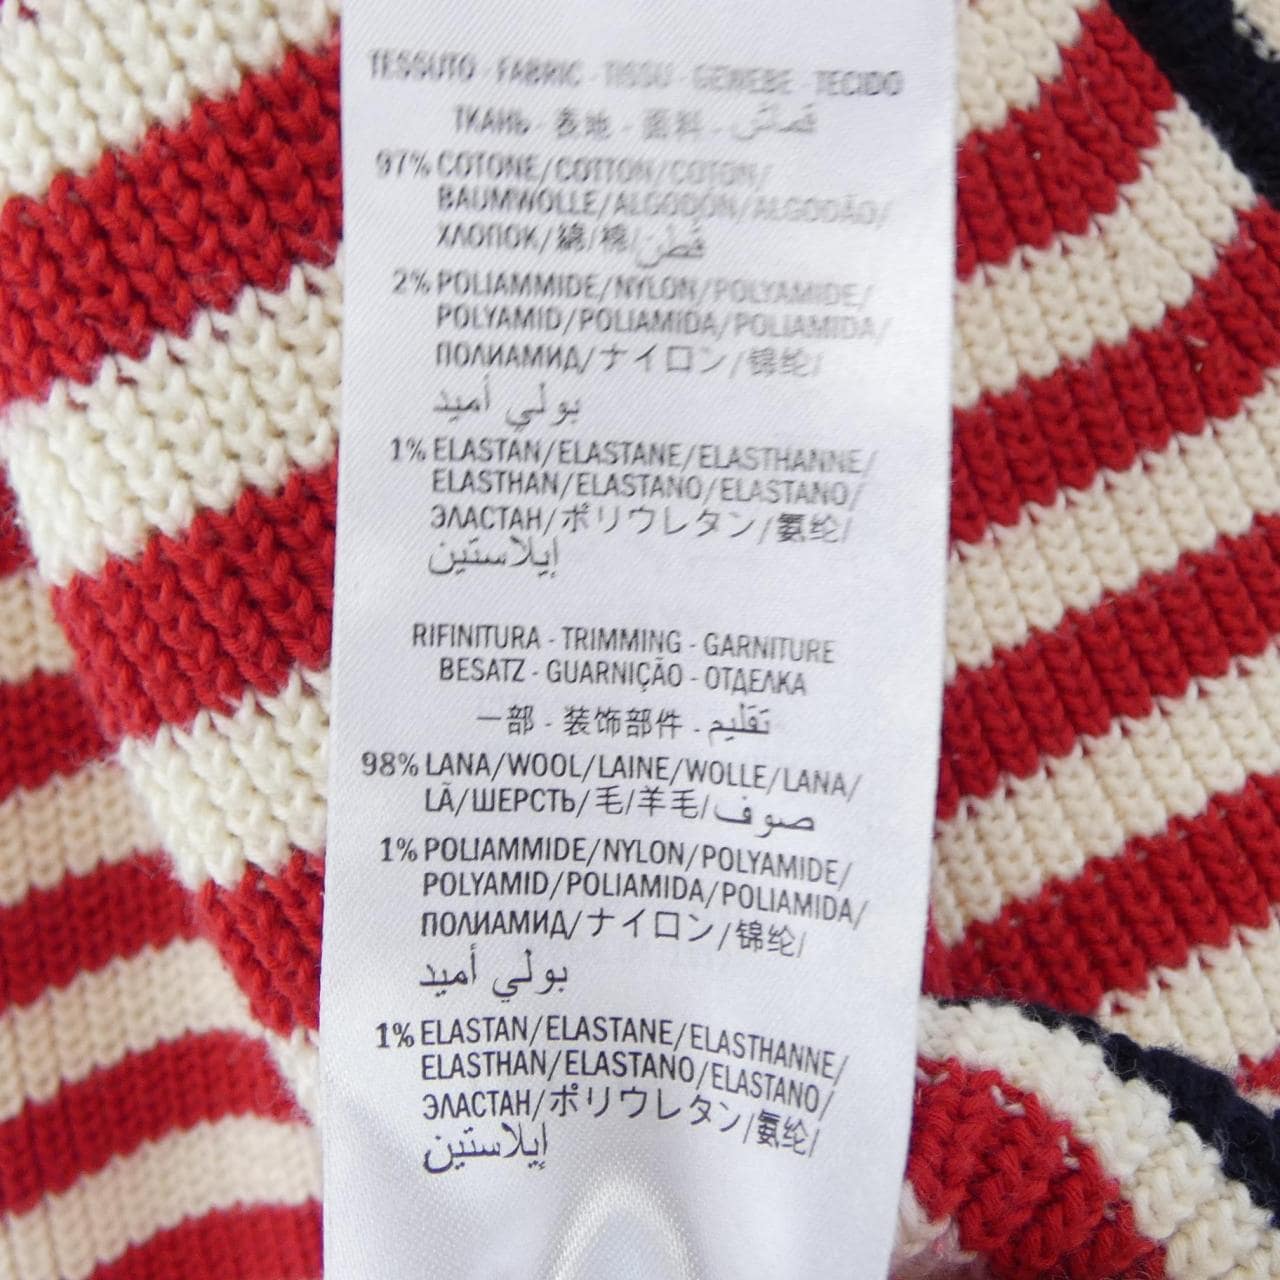 TESSUTO - FABRIC - TISSU - GEWEBE - TECIDO
ТКАНЬ - 表地 - 面料 - قماش
97% COTONE/COTTON/COTON/
BAUMWOLLE/ALGODÓN/ALGODÃO/
ХЛОПОК/綿/棉/قطن
2% POLIAMMIDE/NYLON/POLYAMIDE/
POLYAMID/POLIAMIDA/POLIAMIDA/
ПОЛИАМИД/ナイロン/锦纶/
بولي أميد
1% ELASTAN/ELASTANE/ELASTHANNE/
ELASTHAN/ELASTANO/ELASTANO/
ЭЛАСТАН/ポリウレタン/氨纶/
إيلاستين
RIFINITURA - TRIMMING - GARNITURE
BESATZ - GUARNIÇÃO - ОТДЕЛКА
一部 - 装饰部件 - تقليم
98% LANA/WOOL/LAINE/WOLLE/LANA/
LÃ/ШЕРСТЬ/毛/羊毛/صوف
1% POLIAMMIDE/NYLON/POLYAMIDE/
POLYAMID/POLIAMIDA/POLIAMIDA/
ПОЛИАМИД/ナイロン/锦纶/
بولي أميد
1% ELASTAN/ELASTANE/ELASTHANNE/
ELASTHAN/ELASTANO/ELASTANO/
ЭЛАСТАН/ポリウレタン/氨纶/
إيلاستين